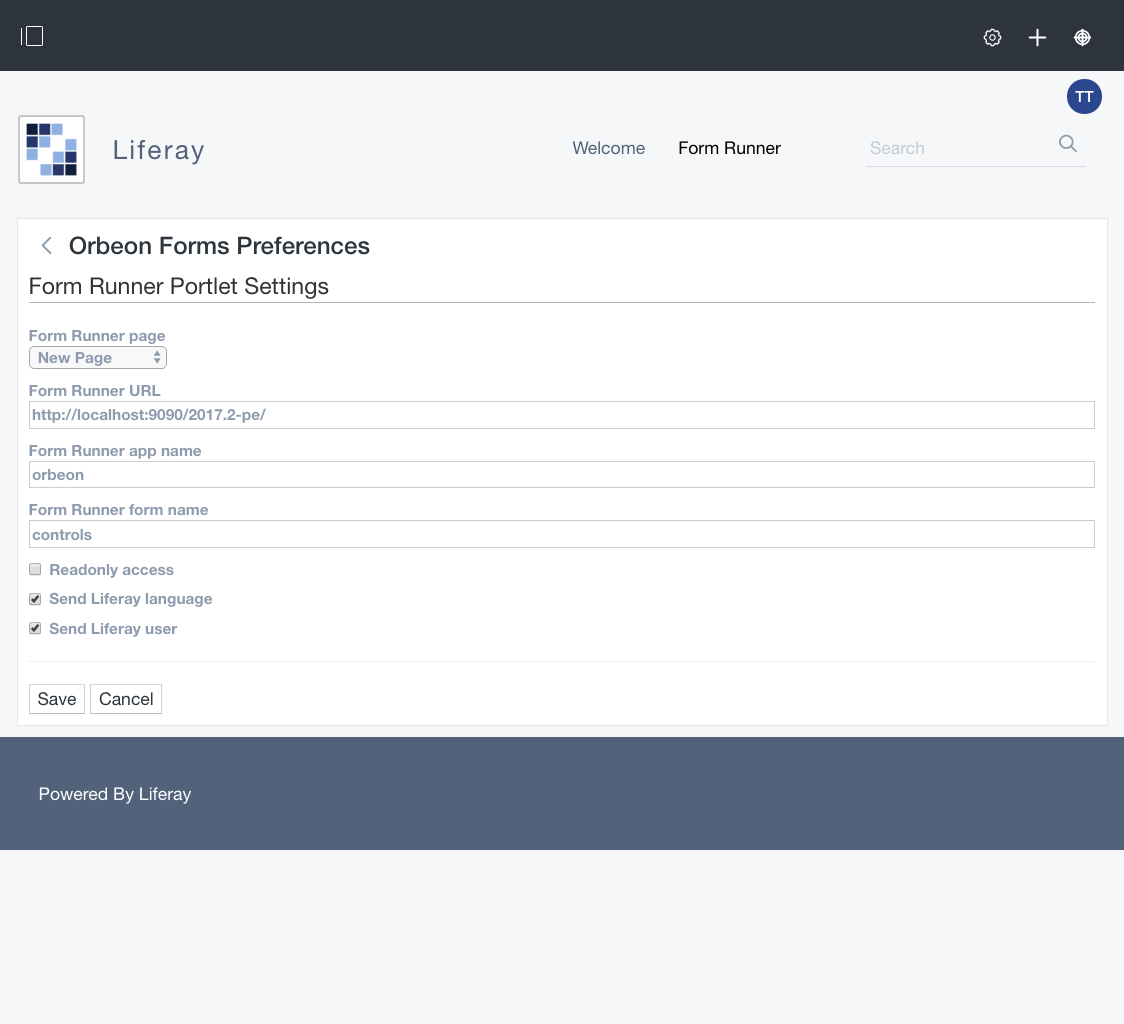 TT
Liferay
Welcome
Form Runner
Search
Orbeon Forms Preferences
Form Runner Portlet Settings
Form Runner page
New Page
Form Runner URL
http://localhost:9090/2017.2-pe/
Form Runner app name
orbeon
Form Runner form name
controls
Readonly access
Send Liferay language
Send Liferay user
Save
Cancel
Powered By Liferay